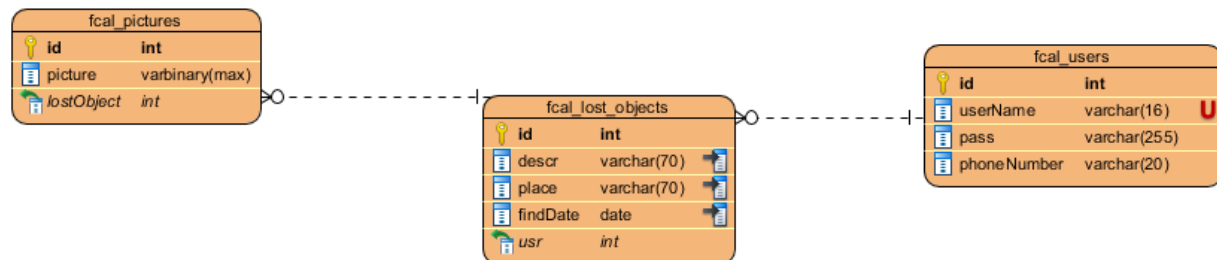 fcal_pictures
id int
picture varbinary(max)
lostObject int
fcal_lost_objects
id int
descr varchar(70)
place varchar(70)
findDate date
usr int
fcal_users
id int
userName varchar(16) U
pass varchar(255)
phoneNumber varchar(20)